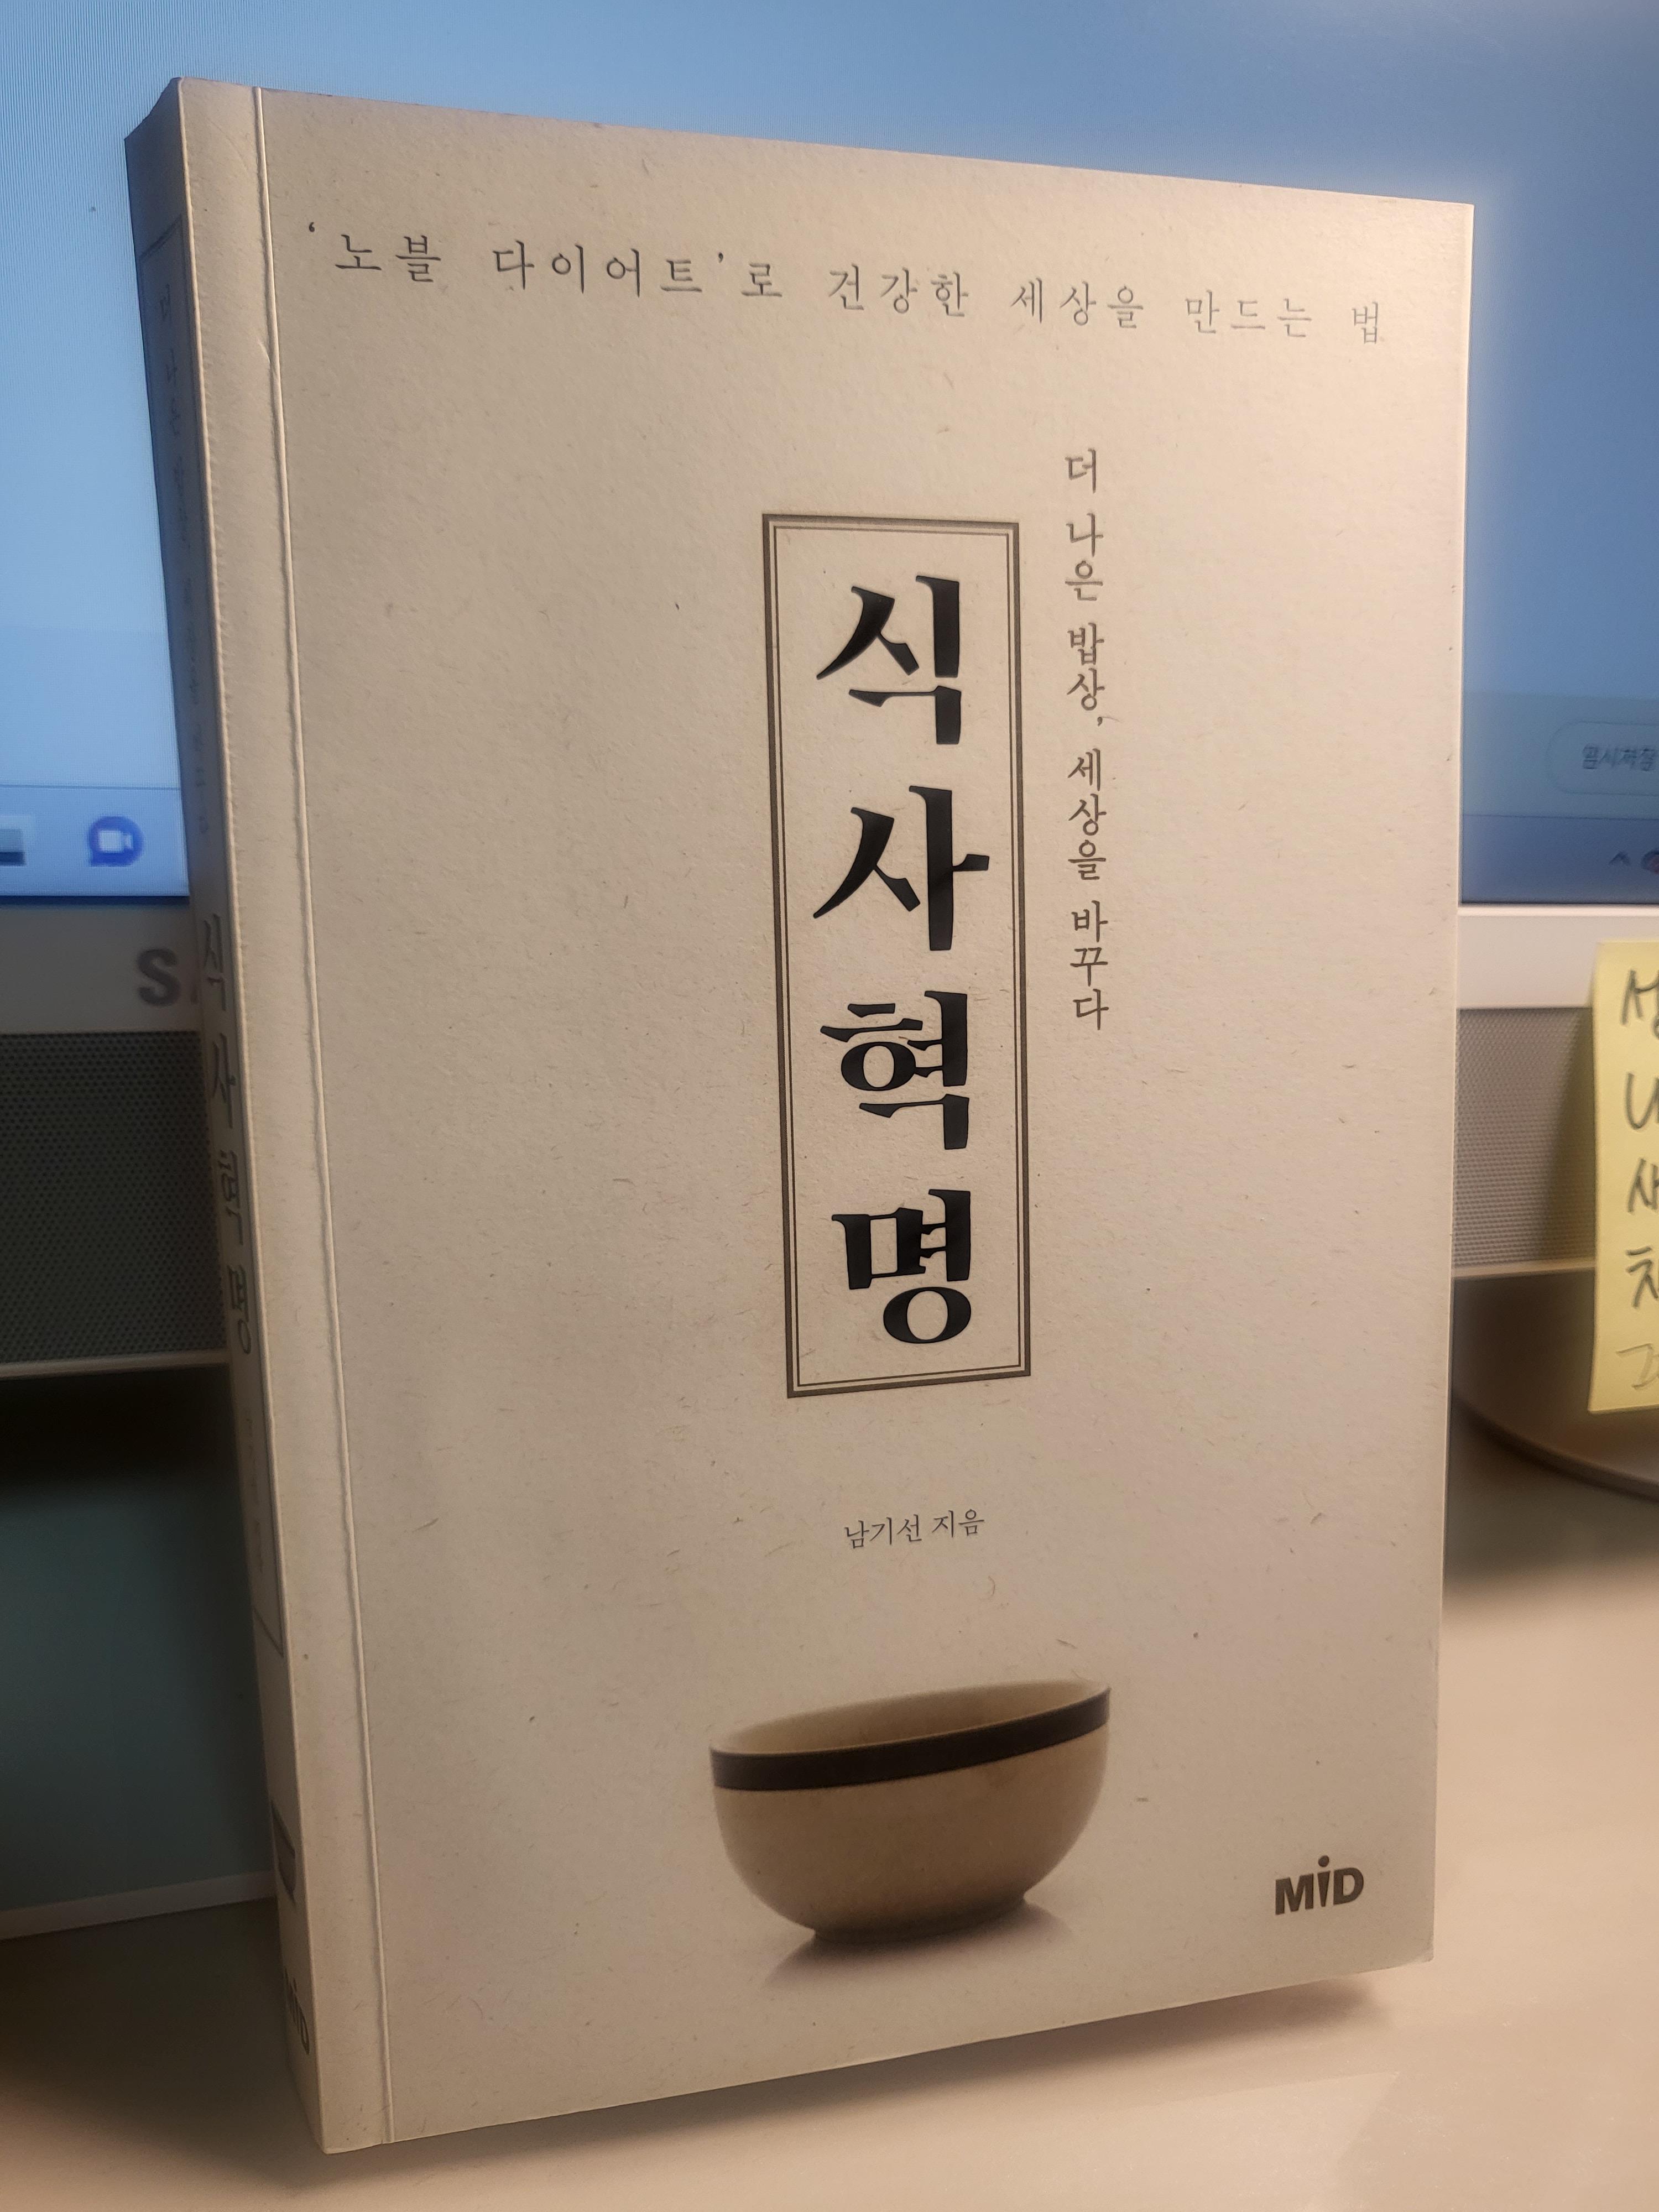 '노블 다이어트'로 건강한 세상을 만드는 법
더 나은 밥상, 세상을 바꾸다
식사혁명
남기선 지음
MiD
식사혁명